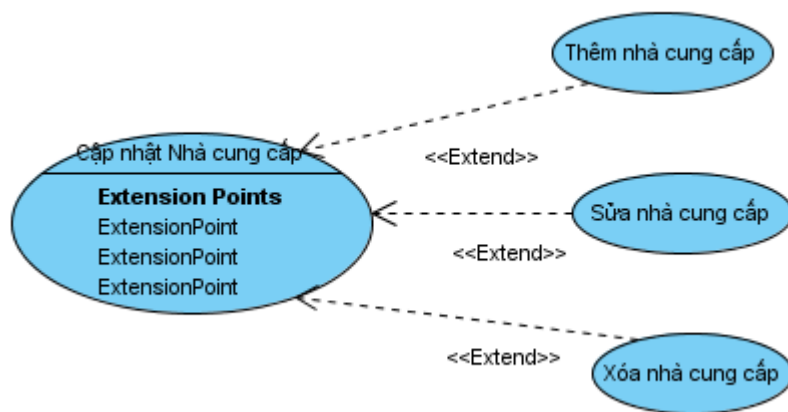 Thêm nhà cung cấp
<<Extend>>
Cập nhật Nhà cung cấp
Extension Points
ExtensionPoint
ExtensionPoint
ExtensionPoint
Sửa nhà cung cấp
<<Extend>>
<<Extend>>
Xóa nhà cung cấp